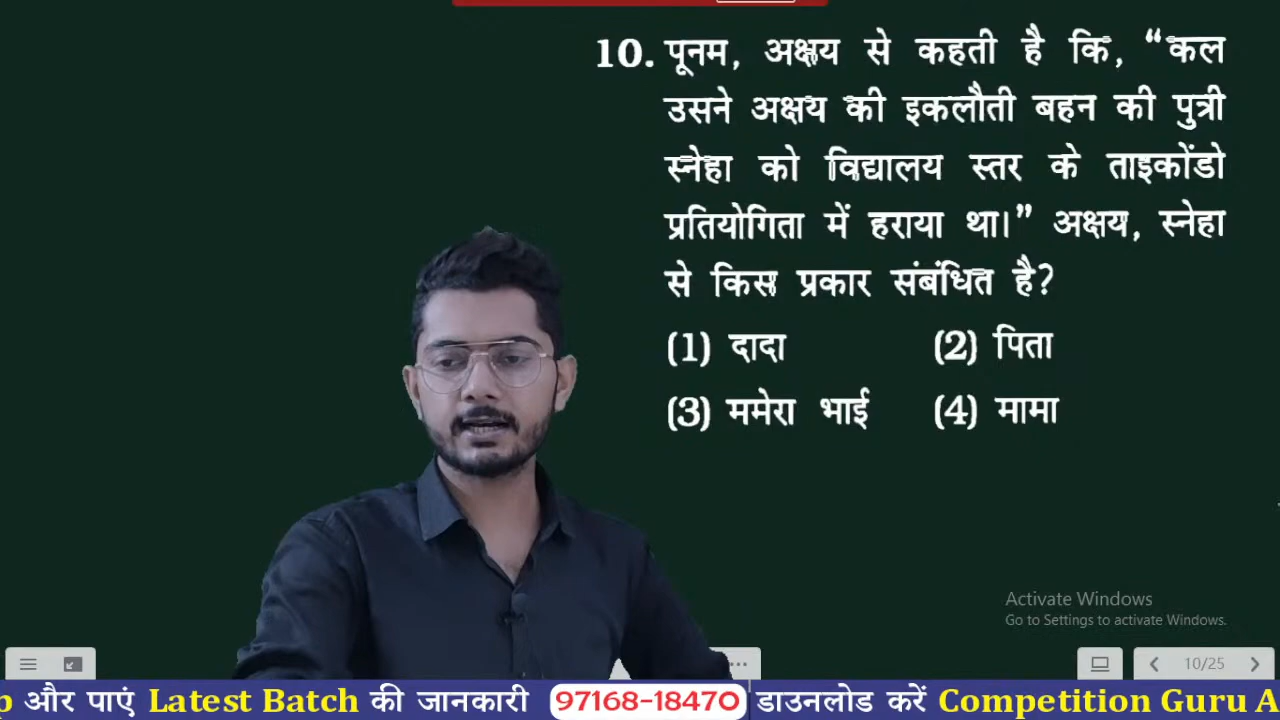 10. पूनम, अक्षय से कहती है कि, “कल
उसने अक्षय की इकलौती बहन की पुत्री
स्नेहा को विद्यालय स्तर के ताइकोंडो
प्रतियोगिता में हराया था।” अक्षय, स्नेहा
से किस प्रकार संबंधित है?
(1) दादा (2) पिता
(3) ममेरा भाई (4) मामा
Activate Windows
Go to Settings to activate Windows.
10/25
p और पाएं Latest Batch की जानकारी 97168-18470 डाउनलोड करें Competition Guru A